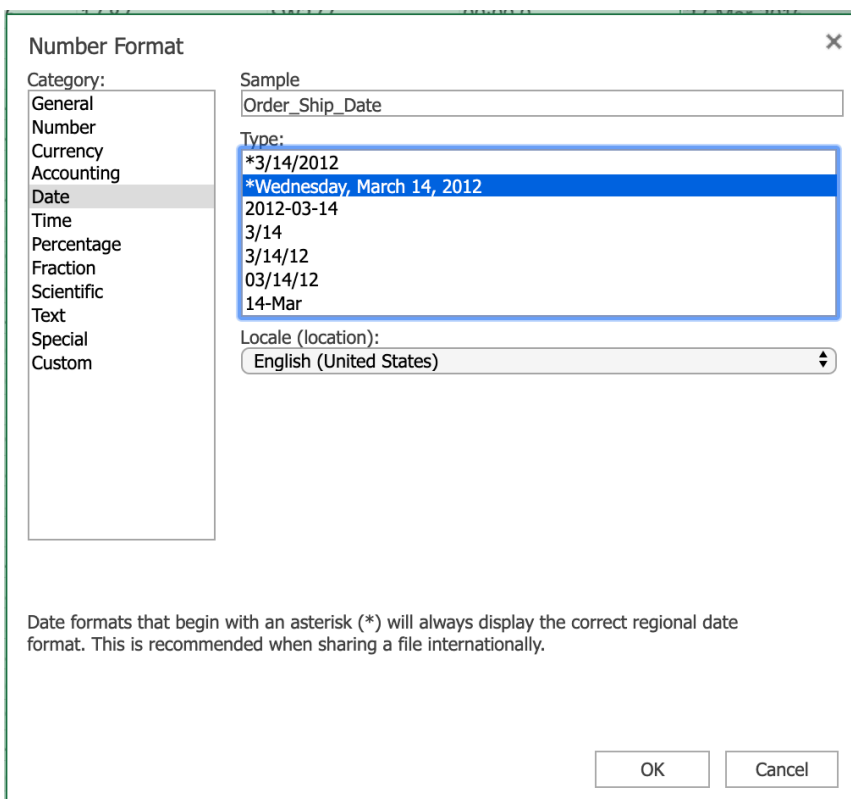 Number Format
Category:
General
Number
Currency
Accounting
Date
Time
Percentage
Fraction
Scientific
Text
Special
Custom
Sample
Order_Ship_Date
Type:
*3/14/2012
*Wednesday, March 14, 2012
2012-03-14
3/14
3/14/12
03/14/12
14-Mar
Locale (location):
English (United States)
Date formats that begin with an asterisk (*) will always display the correct regional date
format. This is recommended when sharing a file internationally.
OK
Cancel